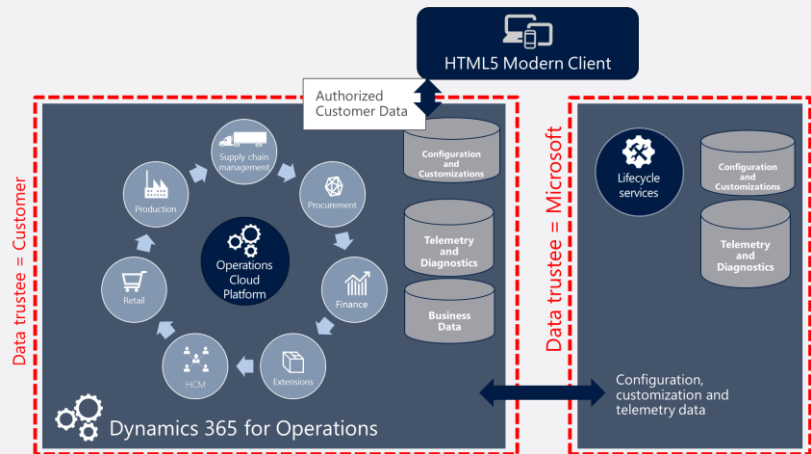 HTML5 Modern Client
Authorized
Customer Data
Data trustee = Customer
Supply chain
management
Procurement
Finance
Extensions
HCM
Retail
Production
Operations
Cloud
Platform
Configuration
and
Customizations
Telemetry
and
Diagnostics
Business
Data
Dynamics 365 for Operations
Data trustee = Microsoft
Lifecycle
services
Configuration
and
Customizations
Telemetry
and
Diagnostics
Configuration,
customization and
telemetry data